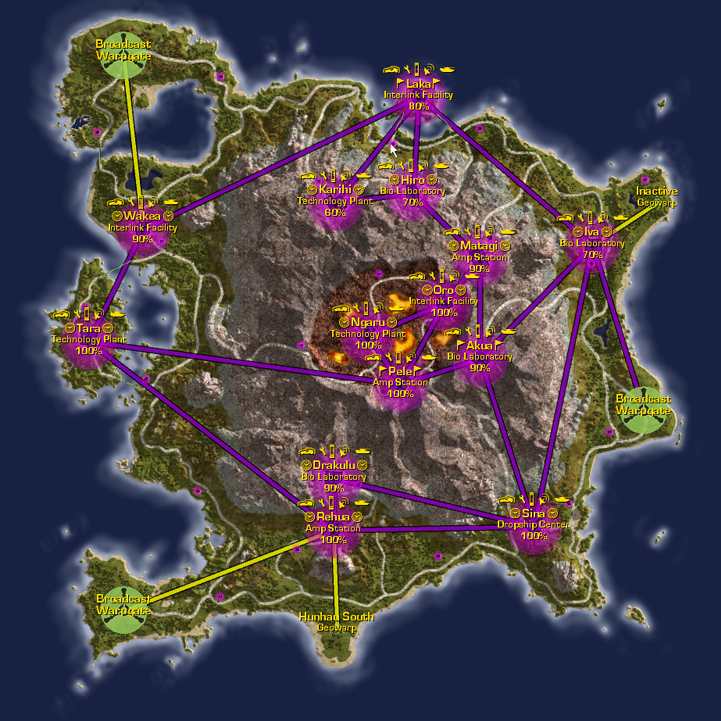 Broadcast
Warpgate
Laka
Interlink Facility
80%
Hiro
Bio Laboratory
70%
Karihi
Technology Plant
60%
Inactive
Geowarp
Wakea
Interlink Facility
90%
Iva
Bio Laboratory
70%
Matagi
Amp Station
90%
Oro
Interlink Facility
100%
Ngaru
Technology Plant
100%
Tara
Technology Plant
100%
Akua
Bio Laboratory
90%
Pele
Amp Station
100%
Broadcast
Warpgate
Drakulu
Bio Laboratory
90%
Rehua
Amp Station
100%
Sina
Dropship Center
100%
Broadcast
Warpgate
Hunhau South
Geowarp